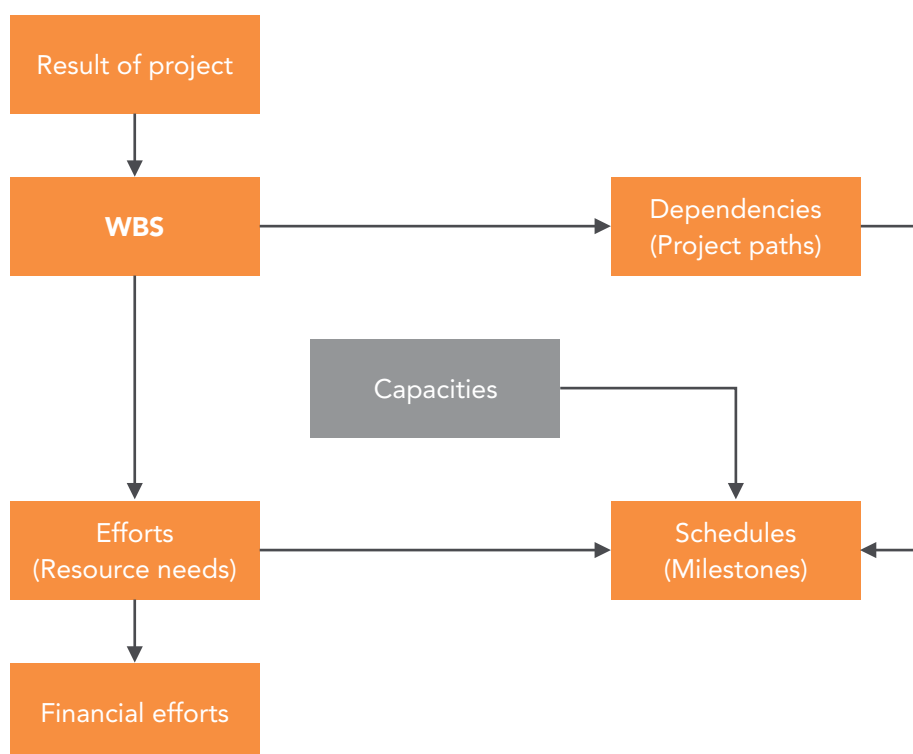 Result of project
WBS
Dependencies
(Project paths)
Capacities
Efforts
(Resource needs)
Schedules
(Milestones)
Financial efforts